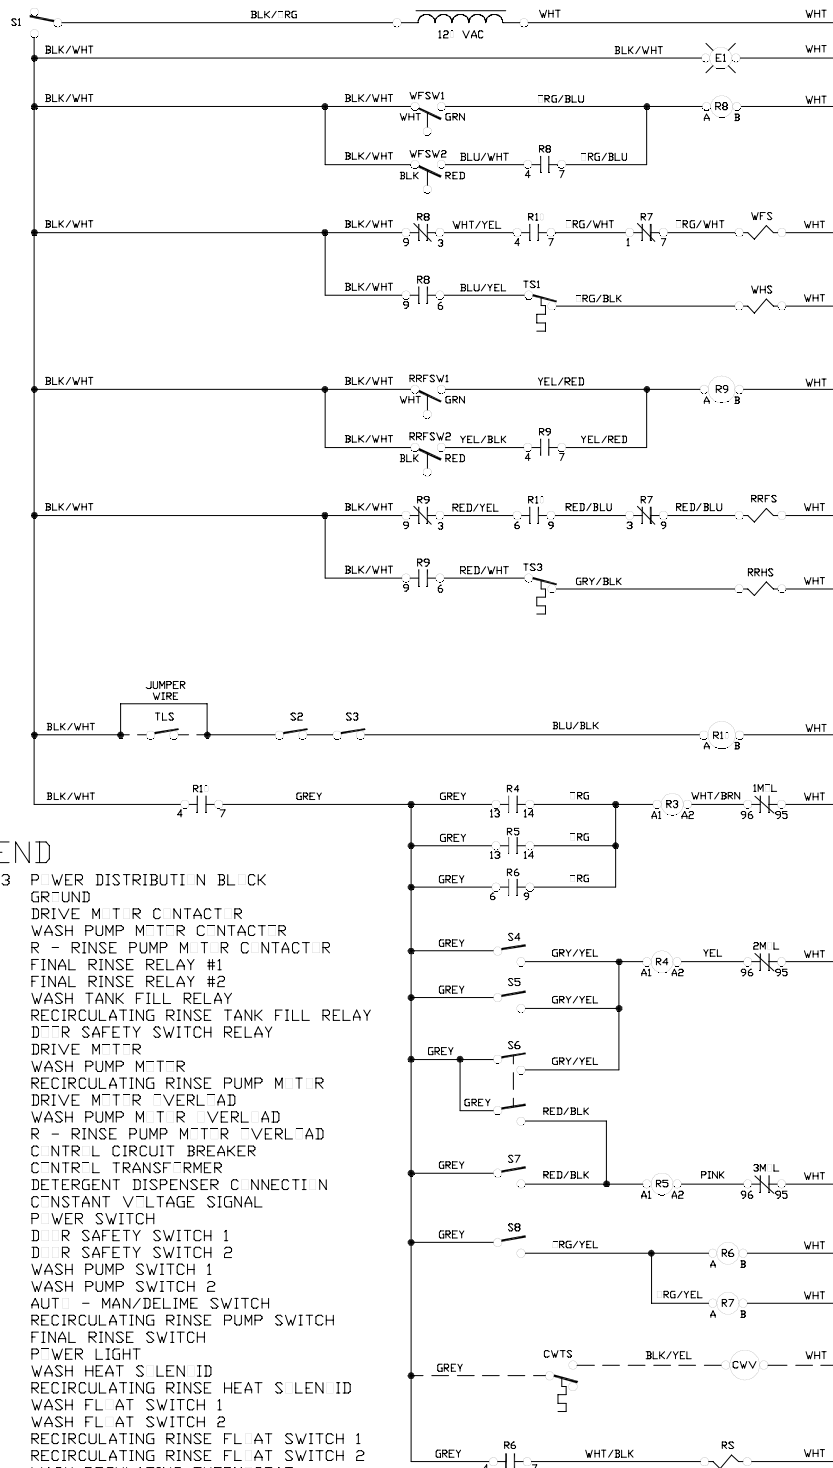 S1 BLK/ORG WHT WHT
120 VAC
BLK/WHT BLK/WHT E1 WHT
BLK/WHT BLK/WHT WFSW1 ORG/BLU R8 WHT
WHT GRN A B
BLK/WHT WFSW2 BLU/WHT R8 ORG/BLU
BLK RED 4 7
BLK/WHT BLK/WHT R8 WHT/YEL R10 ORG/WHT R7 ORG/WHT WFS WHT
9 3 4 7 1 7
BLK/WHT R8 BLU/YEL TS1 ORG/BLK WHS WHT
9 6
BLK/WHT BLK/WHT RRFSW1 YEL/RED R9 WHT
WHT GRN A B
BLK/WHT RRFSW2 YEL/BLK R9 YEL/RED
BLK RED 4 7
BLK/WHT BLK/WHT R9 RED/YEL R10 RED/BLU R7 RED/BLU RRFS WHT
9 3 6 9 3 9
BLK/WHT R9 RED/WHT TS3 GRY/BLK RRHS WHT
9 6
JUMPER
WIRE
BLK/WHT TLS S2 S3 BLU/BLK R10 WHT
A B
BLK/WHT R10 GREY GREY R4 ORG R3 WHT/BRN 1MOL WHT
4 7 13 14 A1 A2 96 95
GREY R5 ORG
13 14
GREY R6 ORG
6 9
GREY S4 GRY/YEL R4 YEL 2MOL WHT
A1 A2 96 95
GREY S5 GRY/YEL
GREY S6 GRY/YEL
GREY RED/BLK
GREY S7 RED/BLK R5 PINK 3MOL WHT
A1 A2 96 95
GREY S8 ORG/YEL R6 WHT
A B
ORG/YEL R7 WHT
A B
GREY CWTS BLK/YEL CWV WHT
GREY R6 WHT/BLK RS WHT
4 7
END
3 POWER DISTRIBUTION BLOCK
GROUND
DRIVE MOTOR CONTACTOR
WASH PUMP MOTOR CONTACTOR
R - RINSE PUMP MOTOR CONTACTOR
FINAL RINSE RELAY #1
FINAL RINSE RELAY #2
WASH TANK FILL RELAY
RECIRCULATING RINSE TANK FILL RELAY
DOOR SAFETY SWITCH RELAY
DRIVE MOTOR
WASH PUMP MOTOR
RECIRCULATING RINSE PUMP MOTOR
DRIVE MOTOR OVERLOAD
WASH PUMP MOTOR OVERLOAD
R - RINSE PUMP MOTOR OVERLOAD
CONTROL CIRCUIT BREAKER
CONTROL TRANSFORMER
DETERGENT DISPENSER CONNECTION
CONSTANT VOLTAGE SIGNAL
POWER SWITCH
DOOR SAFETY SWITCH 1
DOOR SAFETY SWITCH 2
WASH PUMP SWITCH 1
WASH PUMP SWITCH 2
AUTO - MAN/DELIME SWITCH
RECIRCULATING RINSE PUMP SWITCH
FINAL RINSE SWITCH
POWER LIGHT
WASH HEAT SOLENOID
RECIRCULATING RINSE HEAT SOLENOID
WASH FLOAT SWITCH 1
WASH FLOAT SWITCH 2
RECIRCULATING RINSE FLOAT SWITCH 1
RECIRCULATING RINSE FLOAT SWITCH 2